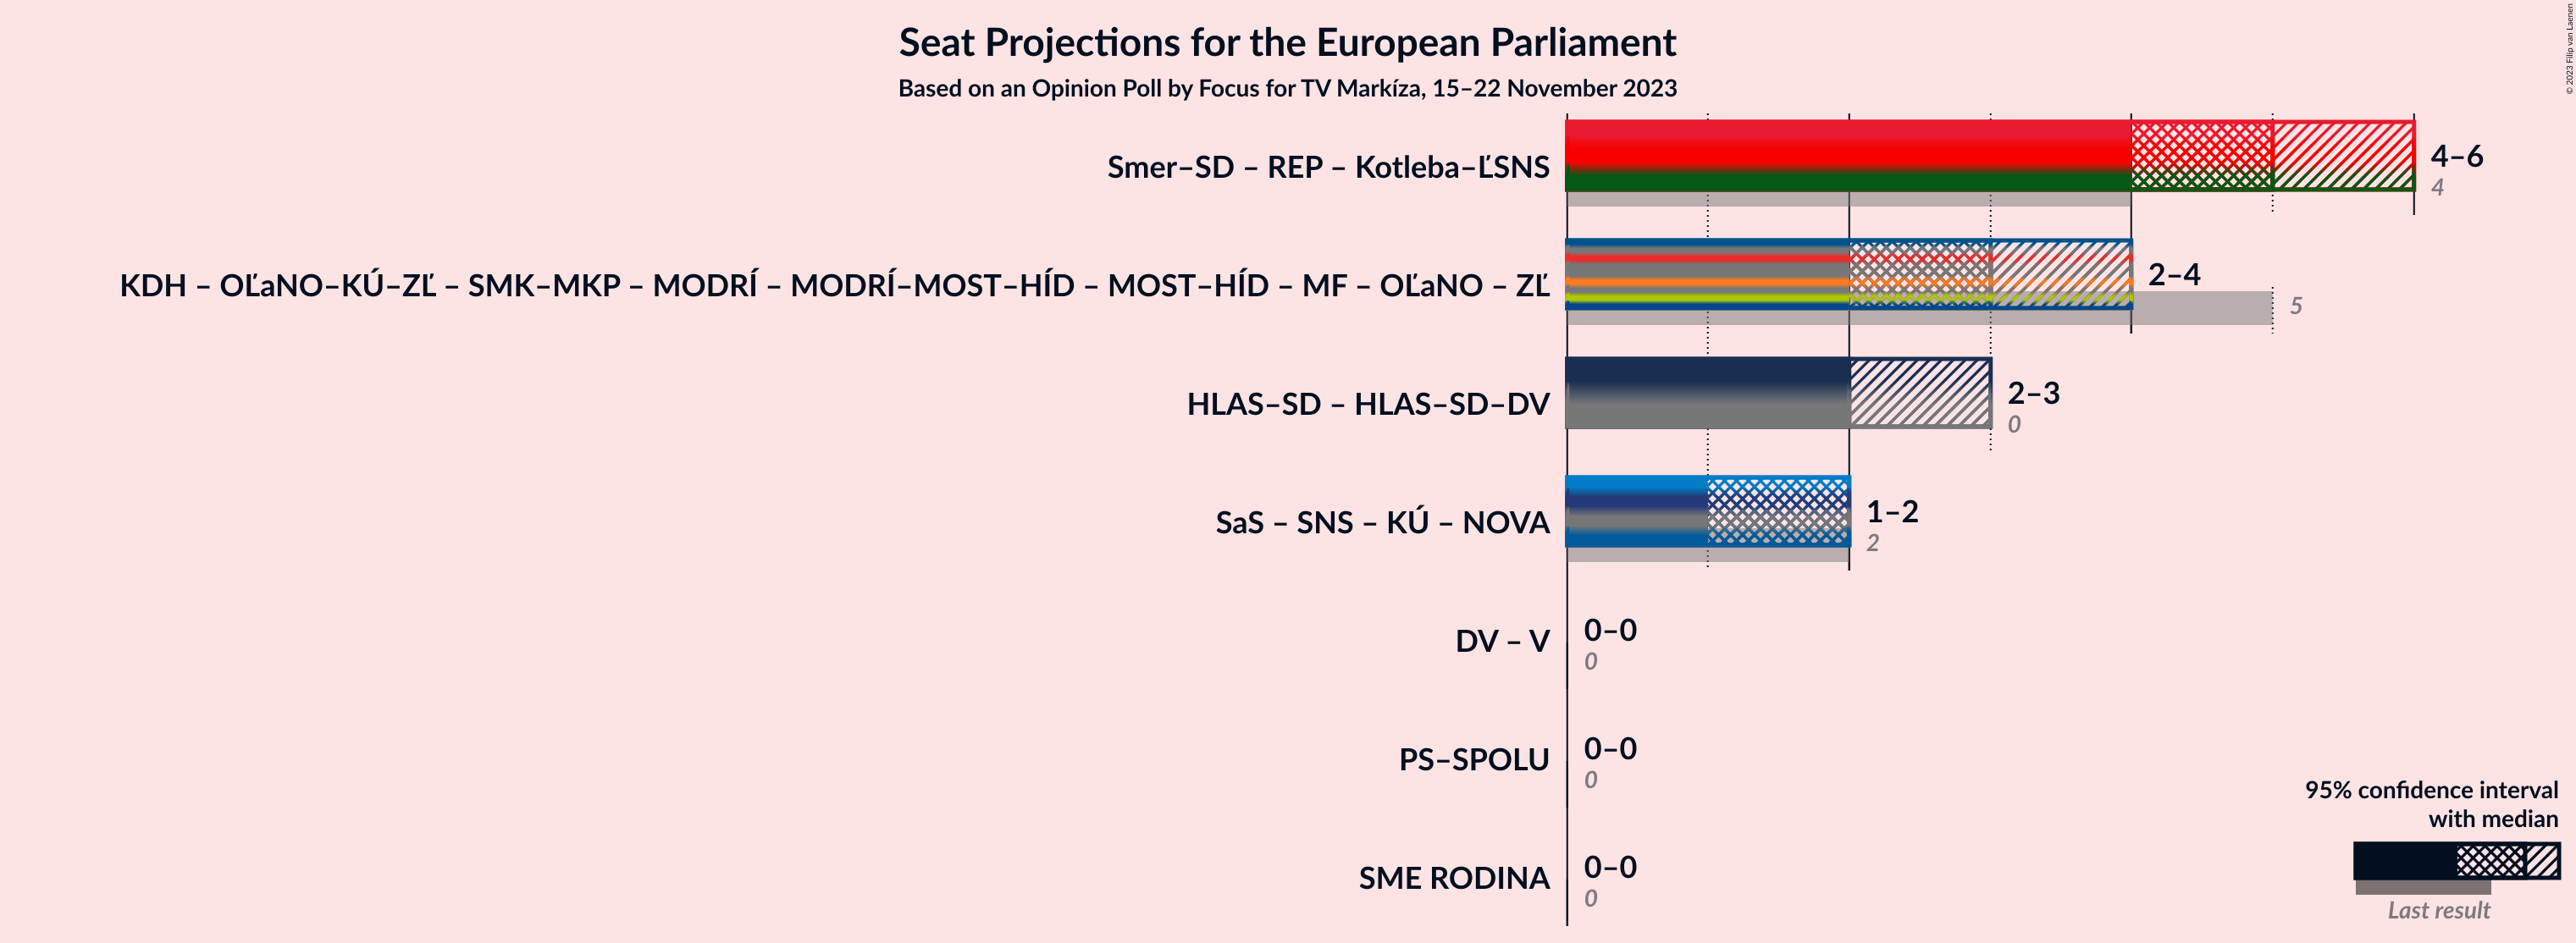 Seat Projections for the European Parliament
Based on an Opinion Poll by Focus for TV Markíza, 15–22 November 2023
© 2023 Filip van Laenen
Smer–SD – REP – Kotleba–ĽSNS
4–6
4
KDH – OĽaNO–KÚ–ZĽ – SMK–MKP – MODRÍ – MODRÍ–MOST–HÍD – MOST–HÍD – MF – OĽaNO – ZĽ
2–4
5
HLAS–SD – HLAS–SD–DV
2–3
0
SaS – SNS – KÚ – NOVA
1–2
2
DV – V
0–0
0
PS–SPOLU
0–0
0
SME RODINA
0–0
0
95% confidence interval
with median
Last result